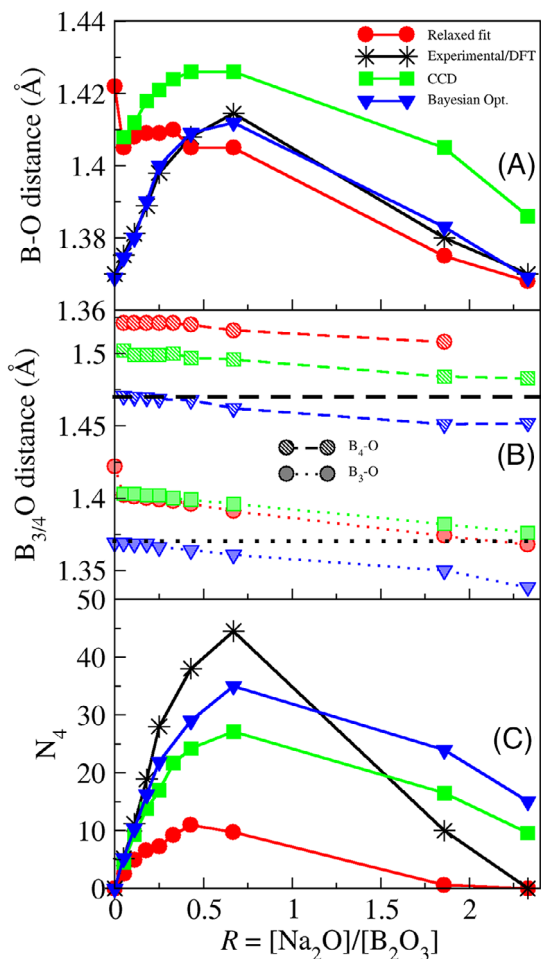 1.44
Relaxed fit
Experimental/DFT
CCD
Bayesian Opt.
1.42
1.4
1.38
1.36
B-O distance (Å)
(A)
1.5
1.45
1.4
1.35
B₃/₄O distance (Å)
B₄-O
B₃-O
(B)
50
40
30
20
10
0
N₄
(C)
0 0.5 1 1.5 2
R = [Na₂O]/[B₂O₃]